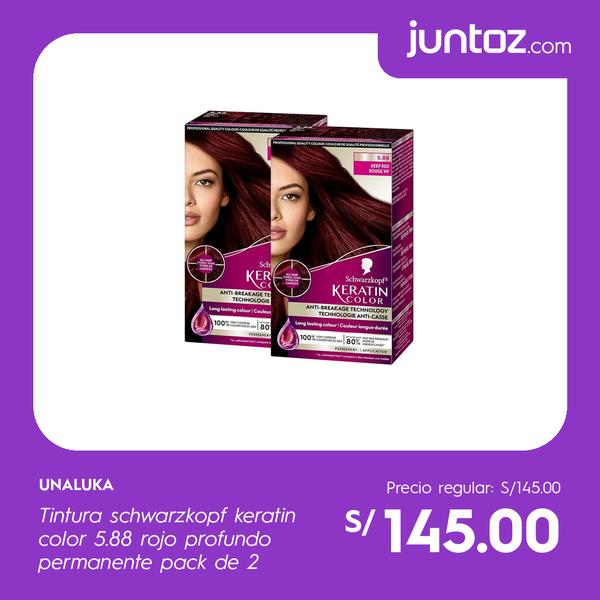 juntoz.com
PROFESSIONAL QUALITY COLOUR | COULEUR DE QUALITÉ PROFESSIONNELLE
5.88
DEEP RED
ROUGE VIF
Schwarzkopf
KERATIN
COLOR
ANTI-BREAKAGE TECHNOLOGY
TECHNOLOGIE ANTI-CASSE
Long lasting colour | Couleur longue durée
100%
80%
PERMANENT | APPLICATION
UNALUKA
Tintura schwarzkopf keratin
color 5.88 rojo profundo
permanente pack de 2
Precio regular: S/145.00
S/ 145.00